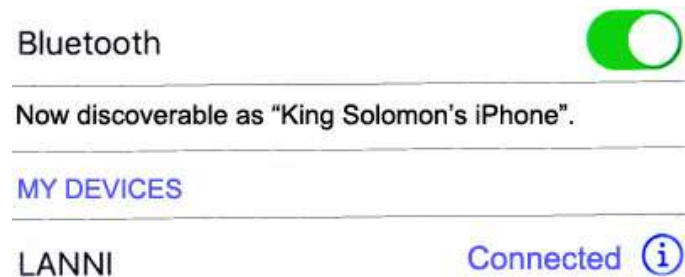 Bluetooth
Now discoverable as “King Solomon’s iPhone”.
MY DEVICES
LANNI Connected